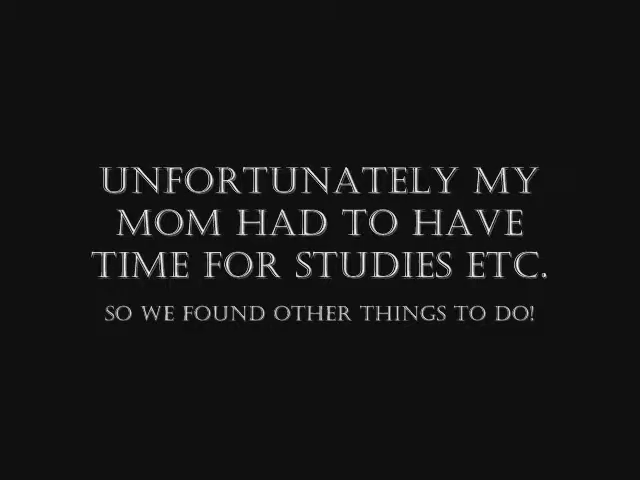 UNFORTUNATELY MY
MOM HAD TO HAVE
TIME FOR STUDIES ETC.
SO WE FOUND OTHER THINGS TO DO!